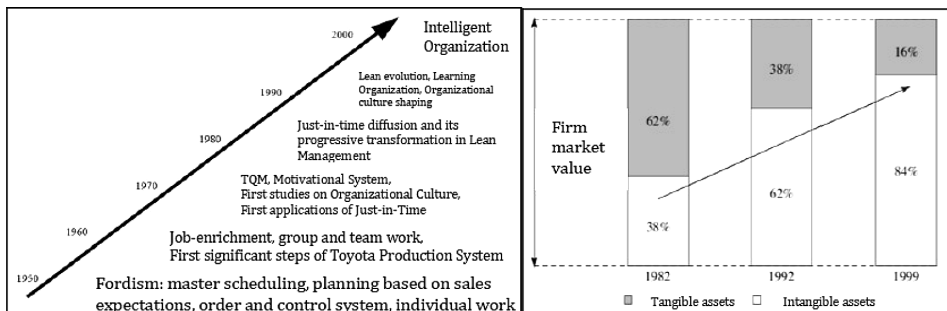 2000
Intelligent
Organization
1990
Lean evolution, Learning
Organization, Organizational
culture shaping
1980
Just-in-time diffusion and its
progressive transformation in Lean
Management
1970
TQM, Motivational System,
First studies on Organizational Culture,
First applications of Just-in-Time
1960
Job-enrichment, group and team work,
First significant steps of Toyota Production System
1950
Fordism: master scheduling, planning based on sales
expectations, order and control system, individual work
Firm
market
value
62%
38%
38%
62%
16%
84%
1982
1992
1999
Tangible assets
Intangible assets